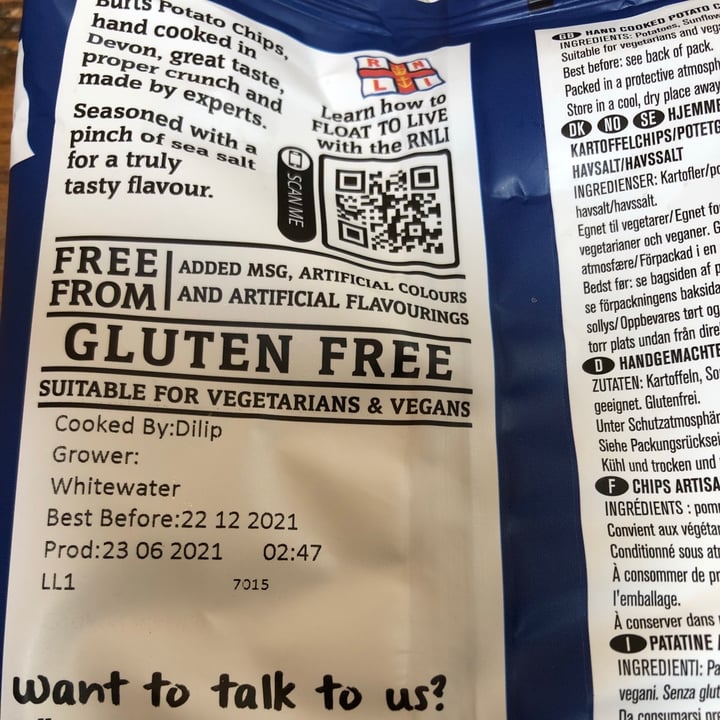 Burts Potato Chips,
hand cooked in
Devon, great taste,
proper crunch and
made by experts.
Seasoned with a
pinch of sea salt
for a truly
tasty flavour.
R N
L I
Learn how to
FLOAT TO LIVE
with the RNLI
SCAN ME
FREE FROM
ADDED MSG, ARTIFICIAL COLOURS
AND ARTIFICIAL FLAVOURINGS
GLUTEN FREE
SUITABLE FOR VEGETARIANS & VEGANS
Cooked By:Dilip
Grower:
Whitewater
Best Before:22 12 2021
Prod:23 06 2021 02:47
LL1 7015
want to talk to us?
GB HAND COOKED POTATO
INGREDIENTS: Potatoes,
Suitable for vegetarians and
Best before: see back of pack.
Packed in a protective
Store in a cool, dry place away
DK NO SE HJEMME
KARTOFFELCHIPS/POTETG
HAVSALT/HAVSSALT
INGREDIENSER: Kartofler/po
havsalt/havssalt.
Egnet til vegetarer/Egnet fo
vegetarianer och veganer. G
atmosfære/Förpackad i en
Bedst før: se bagsiden af p
se förpackningens baksida
sollys/Oppbevares tørt og
torr plats undan från dire
D HANDGEMACHTE
ZUTATEN: Kartoffeln, So
geeignet. Glutenfrei.
Unter Schutzatmosphär
Siehe Packungsrücksei
Kühl und trocken und
F CHIPS ARTISA
INGRÉDIENTS : pomm
Convient aux végétar
Conditionné sous at
À consommer de pr
l'emballage.
À conserver dans
I PATATINE A
INGREDIENTI: Pa
vegani. Senza glut
Da consumarsi pre